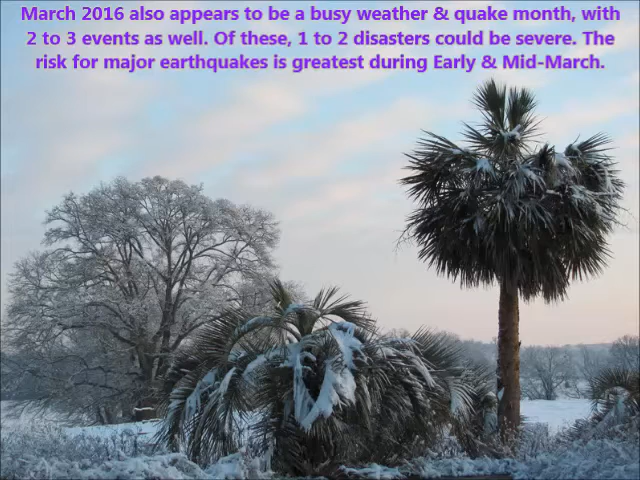 March 2016 also appears to be a busy weather & quake month, with
2 to 3 events as well. Of these, 1 to 2 disasters could be severe. The
risk for major earthquakes is greatest during Early & Mid-March.